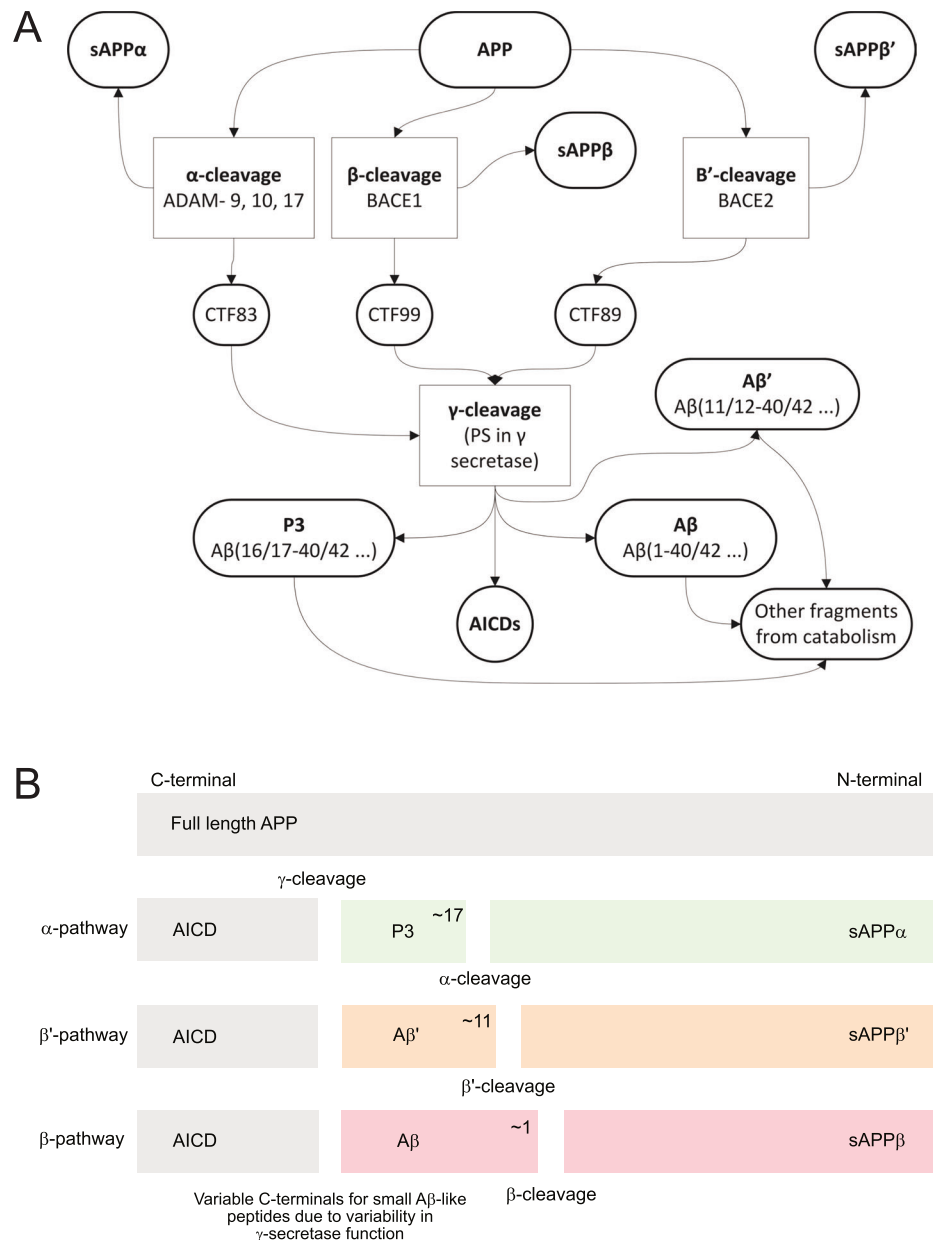 A
sAPPα
APP
sAPPβ’
sAPPβ
α-cleavage
ADAM- 9, 10, 17
β-cleavage
BACE1
B’-cleavage
BACE2
CTF83
CTF99
CTF89
Aβ’
Aβ(11/12-40/42 ...)
γ-cleavage
(PS in γ
secretase)
P3
Aβ(16/17-40/42 ...)
Aβ
Aβ(1-40/42 ...)
AICDs
Other fragments
from catabolism
B
C-terminal
N-terminal
Full length APP
γ-cleavage
α-pathway
AICD
P3
~17
sAPPα
α-cleavage
β'-pathway
AICD
Aβ'
~11
sAPPβ'
β'-cleavage
β-pathway
AICD
Aβ
~1
sAPPβ
β-cleavage
Variable C-terminals for small Aβ-like
peptides due to variability in
γ-secretase function